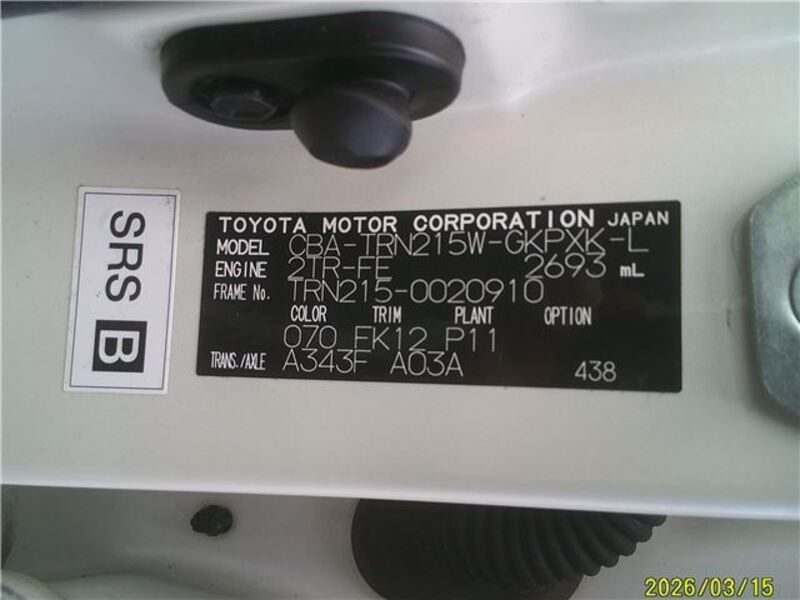 SRS B
TOYOTA MOTOR CORPORATION JAPAN
MODEL CBA-TRN215W-GKPXK-L
ENGINE 2TR-FE 2693 mL
FRAME No. TRN215-0020910
COLOR TRIM PLANT OPTION
070 FK12 P11
TRANS./AXLE A343F A03A 438
2026/03/15